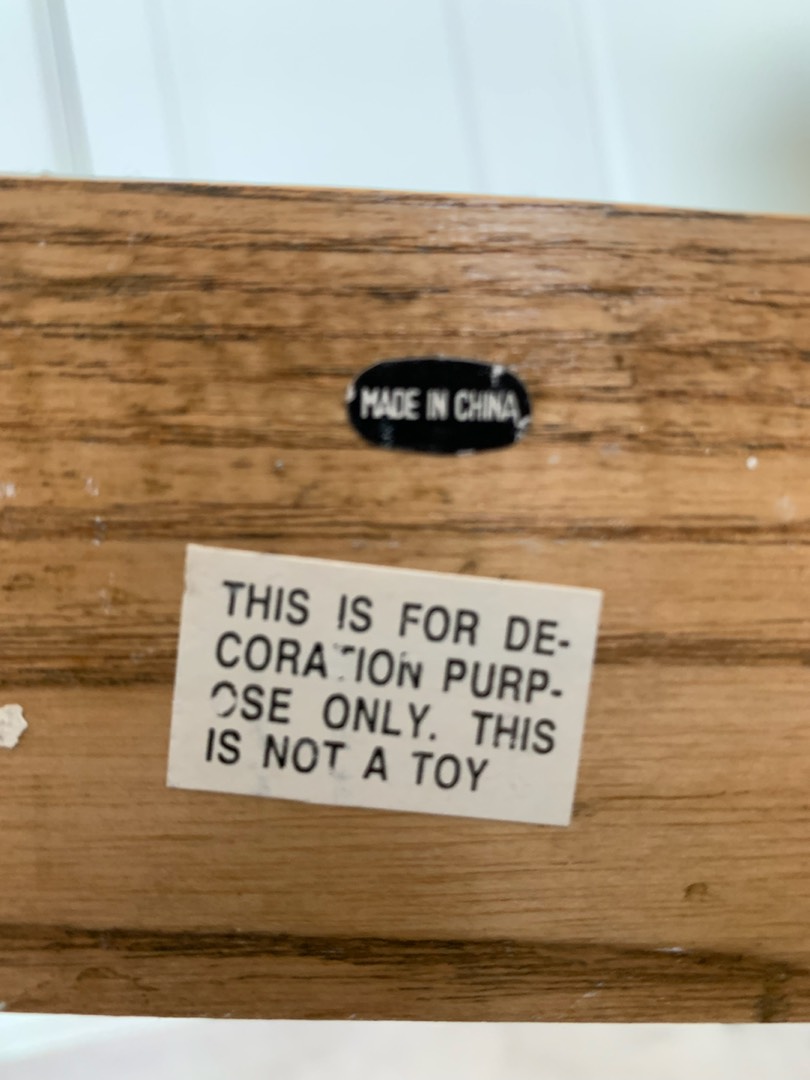 MADE IN CHINA
THIS IS FOR DE-
CORATION PURP-
OSE ONLY. THIS
IS NOT A TOY